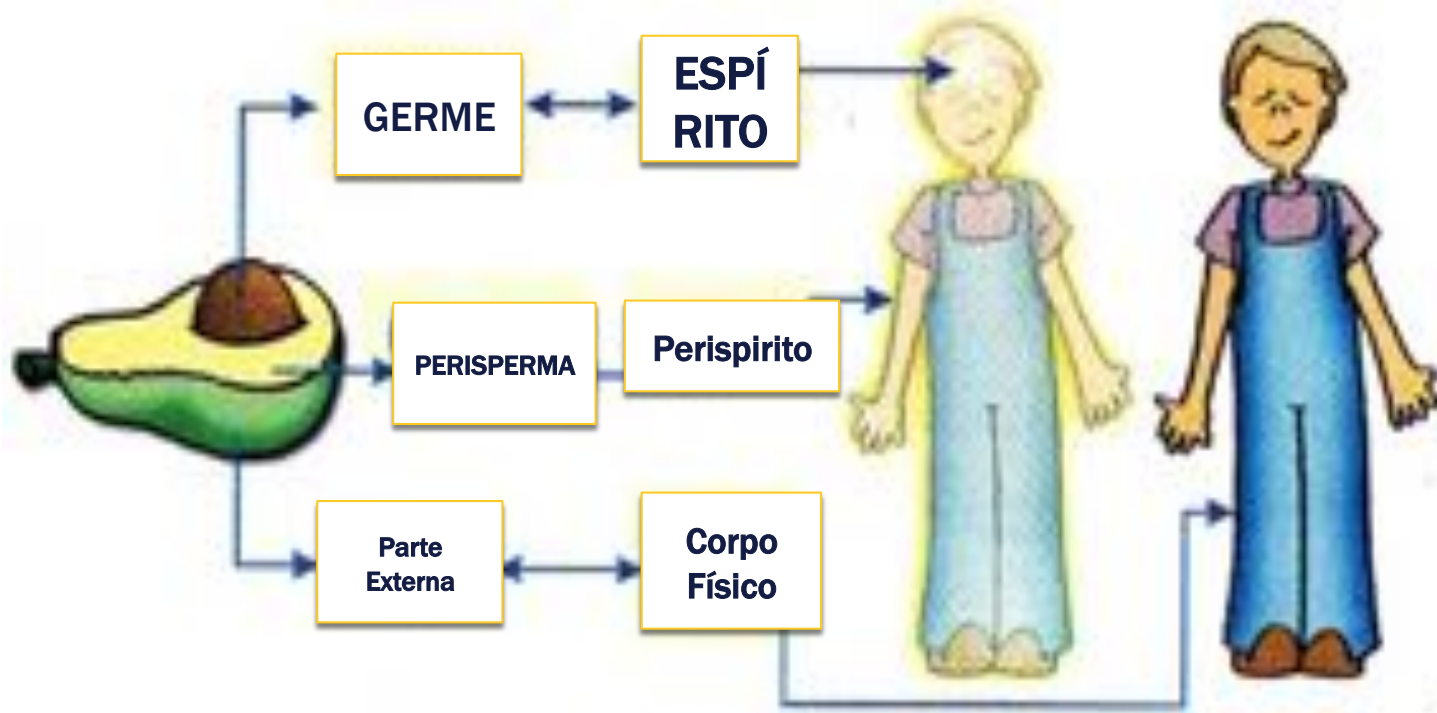 GERME
ESPÍ
RITO
PERISPERMA
Perispirito
Parte
Externa
Corpo
Físico